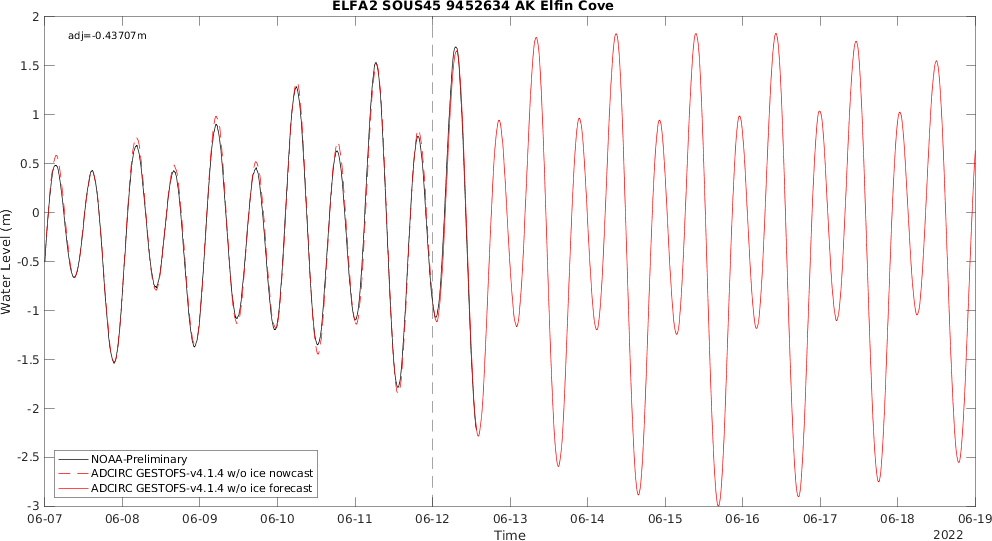 ELFA2 SOUS45 9452634 AK Elfin Cove
2
adj=-0.43707m
1.5
1
0.5
0
-0.5
-1
-1.5
-2
-2.5
-3
Water Level (m)
NOAA-Preliminary
ADCIRC GESTOFS-v4.1.4 w/o ice nowcast
ADCIRC GESTOFS-v4.1.4 w/o ice forecast
06-07 06-08 06-09 06-10 06-11 06-12 06-13 06-14 06-15 06-16 06-17 06-18 06-19
Time
2022